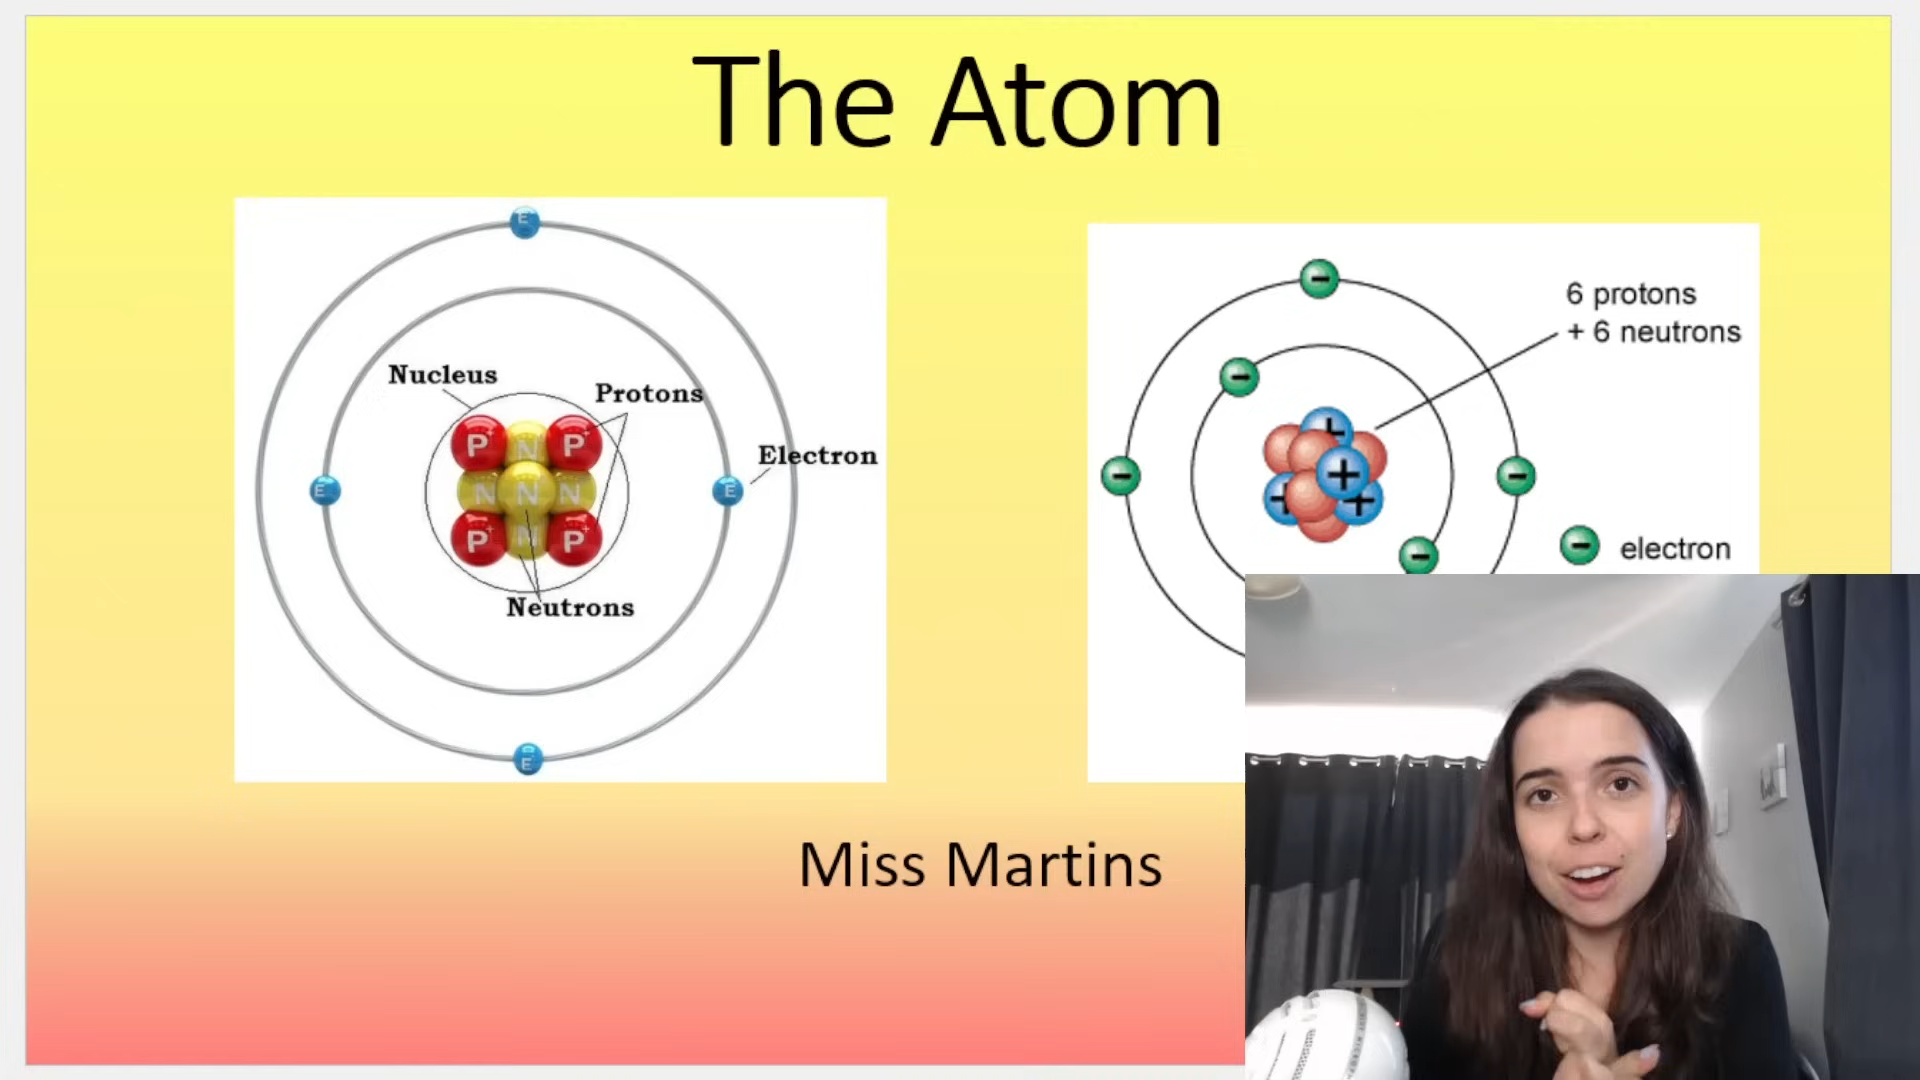 The Atom
E
Nucleus
Protons
P+ N P+
Electron
E N N N E
P+ N P+
Neutrons
E
6 protons
+ 6 neutrons
-
-
+
- + -
+ +
-
- electron
Miss Martins